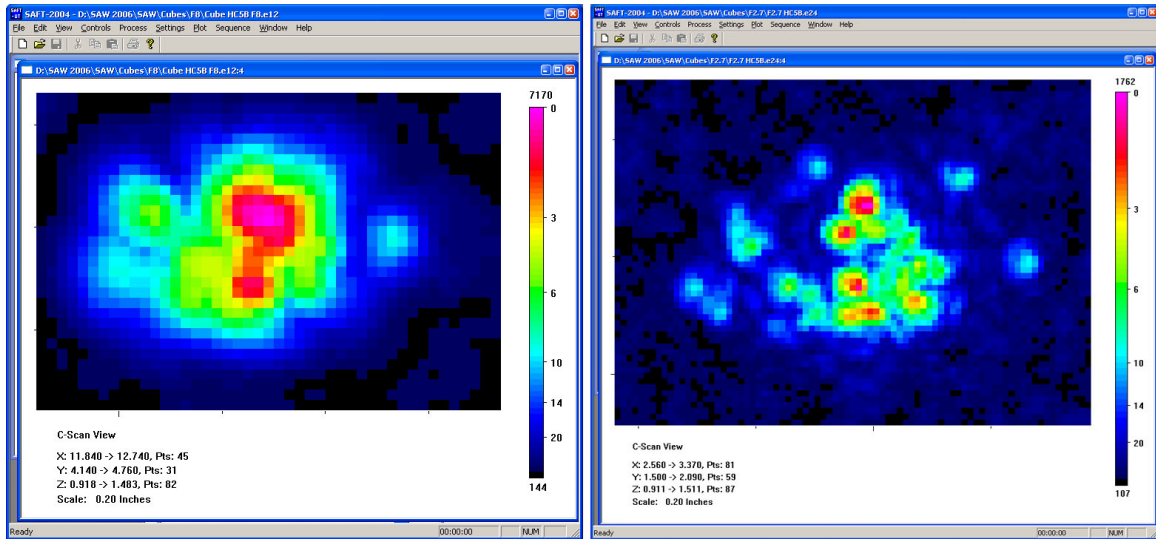 SAFT-2004 - D:\SAW 2006\SAW\Cubes\F8\Cube HC5B F8.e12
File Edit View Controls Process Settings Plot Sequence Window Help
D:\SAW 2006\SAW\Cubes\F8\Cube HC5B F8.e12:4
7170
0
3
6
10
14
20
144
C-Scan View
X: 11.840 -> 12.740, Pts: 45
Y: 4.140 -> 4.760, Pts: 31
Z: 0.918 -> 1.483, Pts: 82
Scale: 0.20 Inches
Ready 00:00:00 NUM
SAFT-2004 - D:\SAW 2006\SAW\Cubes\F2.7\F2.7 HC5B.e24
File Edit View Controls Process Settings Plot Sequence Window Help
D:\SAW 2006\SAW\Cubes\F2.7\F2.7 HC5B.e24:4
1762
0
3
6
10
14
20
107
C-Scan View
X: 2.560 -> 3.370, Pts: 81
Y: 1.500 -> 2.090, Pts: 59
Z: 0.911 -> 1.511, Pts: 87
Scale: 0.20 Inches
Ready 00:00:00 NUM